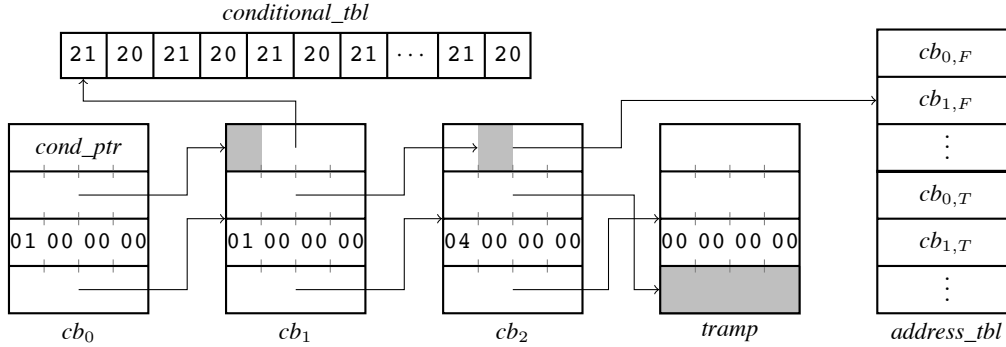 conditional_tbl
21 20 21 20 21 20 21 ... 21 20
cond_ptr
01 00 00 00
cb0
01 00 00 00
cb1
04 00 00 00
cb2
00 00 00 00
tramp
cb0,F
cb1,F
⋮
cb0,T
cb1,T
⋮
address_tbl